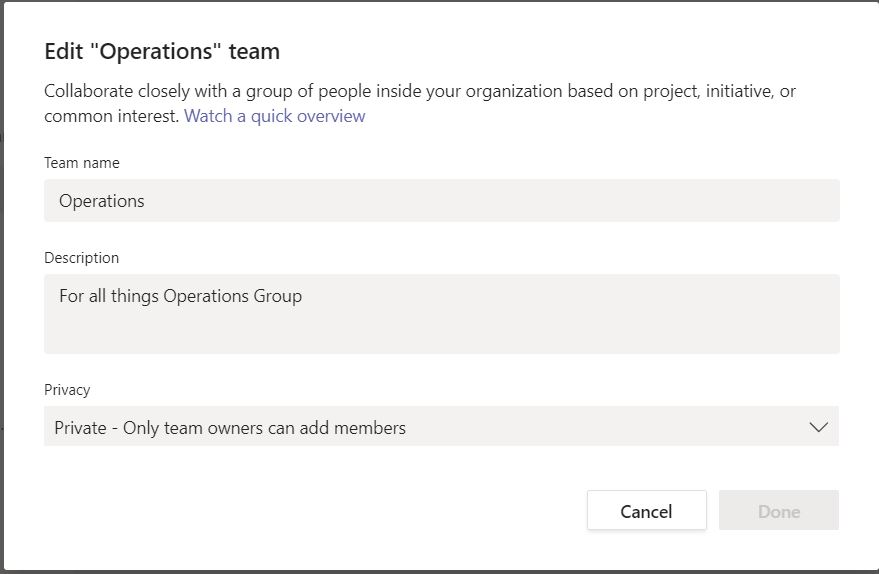 Edit "Operations" team
Collaborate closely with a group of people inside your organization based on project, initiative, or
common interest. Watch a quick overview
Team name
Operations
Description
For all things Operations Group
Privacy
Private - Only team owners can add members
Cancel
Done